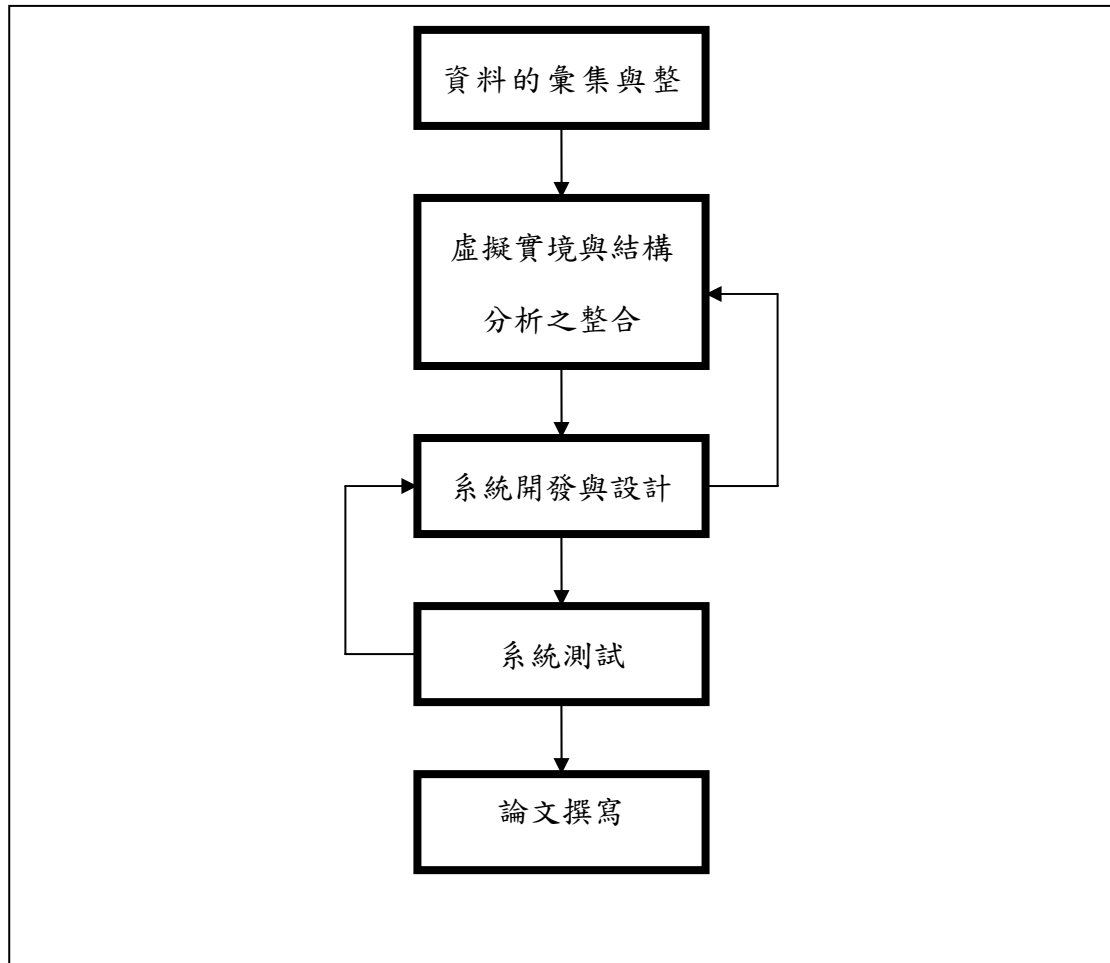 資料的彙集與整
虛擬實境與結構
分析之整合
系統開發與設計
系統測試
論文撰寫